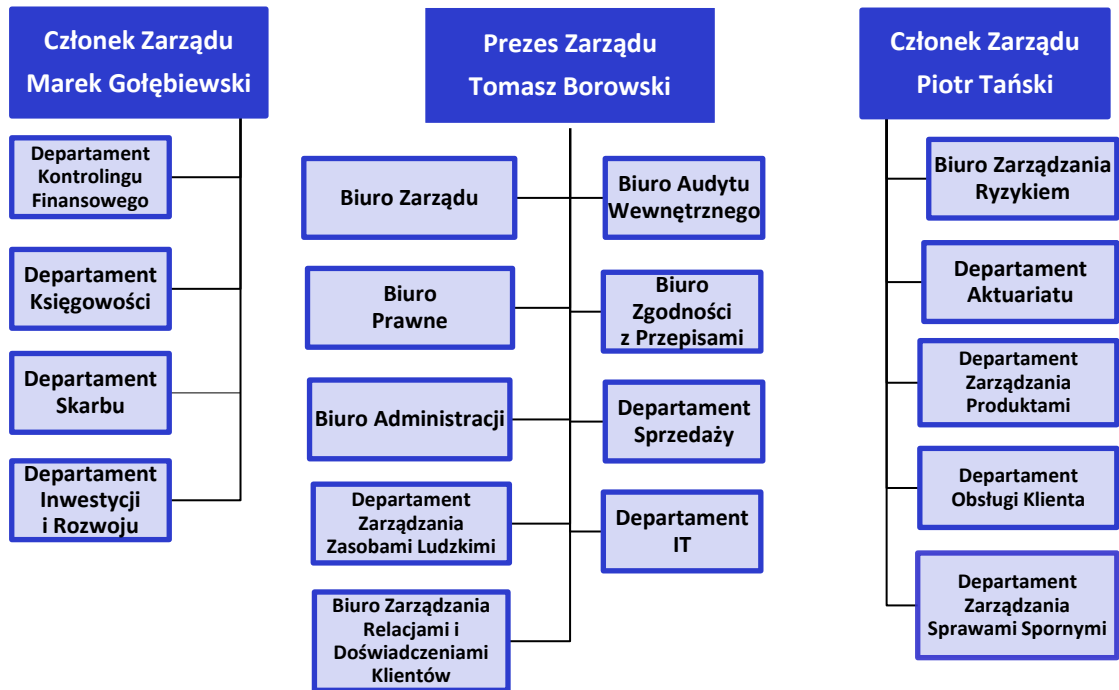 Członek Zarządu
Marek Gołębiewski
Departament
Kontrolingu
Finansowego
Departament
Księgowości
Departament
Skarbu
Departament
Inwestycji
i Rozwoju
Prezes Zarządu
Tomasz Borowski
Biuro Zarządu
Biuro Audytu
Wewnętrznego
Biuro
Prawne
Biuro
Zgodności
z Przepisami
Biuro Administracji
Departament
Sprzedaży
Departament
Zarządzania
Zasobami Ludzkimi
Departament
IT
Biuro Zarządzania
Relacjami i
Doświadczeniami
Klientów
Członek Zarządu
Piotr Tański
Biuro Zarządzania
Ryzykiem
Departament
Aktuariatu
Departament
Zarządzania
Produktami
Departament
Obsługi Klienta
Departament
Zarządzania
Sprawami Spornymi